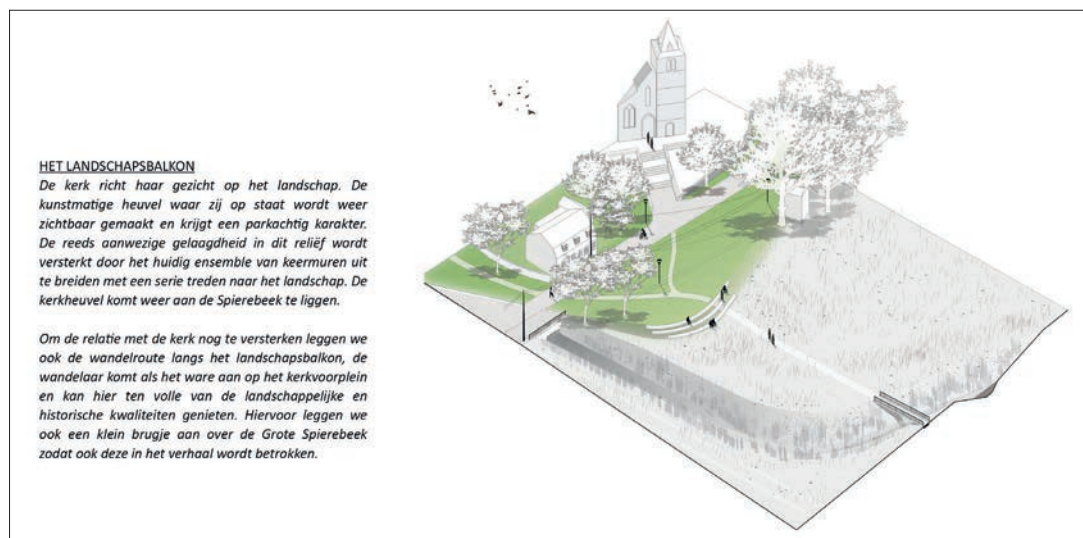 HET LANDSCHAPSBALKON
De kerk richt haar gezicht op het landschap. De
kunstmatige heuvel waar zij op staat wordt weer
zichtbaar gemaakt en krijgt een parkachtig karakter.
De reeds aanwezige gelaagdheid in dit reliëf wordt
versterkt door het huidig ensemble van keermuren uit
te breiden met een serie treden naar het landschap. De
kerkheuvel komt weer aan de Spierebeek te liggen.
Om de relatie met de kerk nog te versterken leggen we
ook de wandelroute langs het landschapsbalkon, de
wandelaar komt als het ware aan op het kerkvoorplein
en kan hier ten volle van de landschappelijke en
historische kwaliteiten genieten. Hiervoor leggen we
ook een klein brugje aan over de Grote Spierebeek
zodat ook deze in het verhaal wordt betrokken.